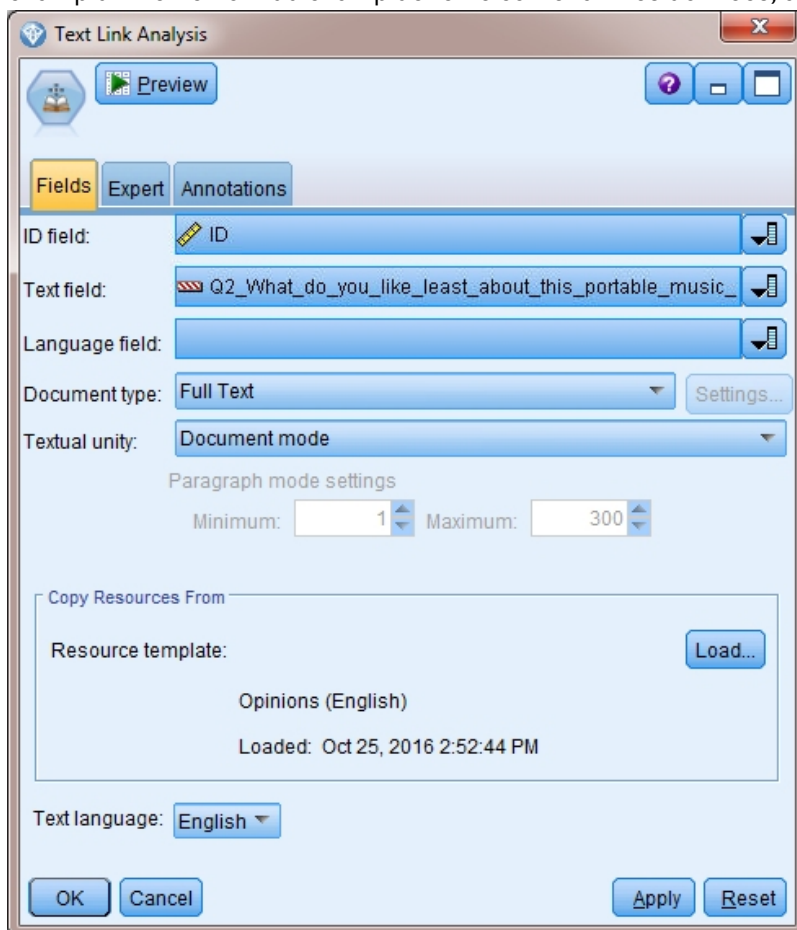 Text Link Analysis
Preview
Fields Expert Annotations
ID field: ID
Text field: Q2_What_do_you_like_least_about_this_portable_music_
Language field:
Document type: Full Text Settings...
Textual unity: Document mode
Paragraph mode settings
Minimum: 1 Maximum: 300
Copy Resources From
Resource template: Load...
Opinions (English)
Loaded: Oct 25, 2016 2:52:44 PM
Text language: English
OK Cancel Apply Reset